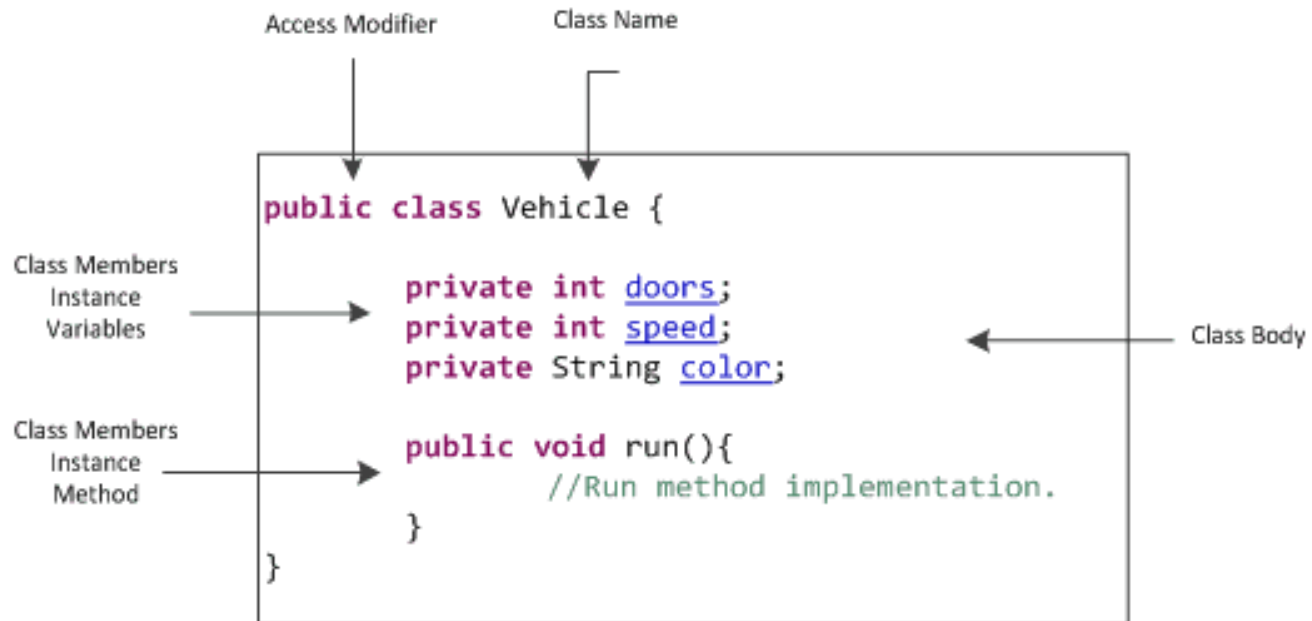 Access Modifier
Class Name
public class Vehicle {
Class Members
Instance
Variables
private int doors;
private int speed;
private String color;
Class Body
Class Members
Instance
Method
public void run(){
//Run method implementation.
}
}